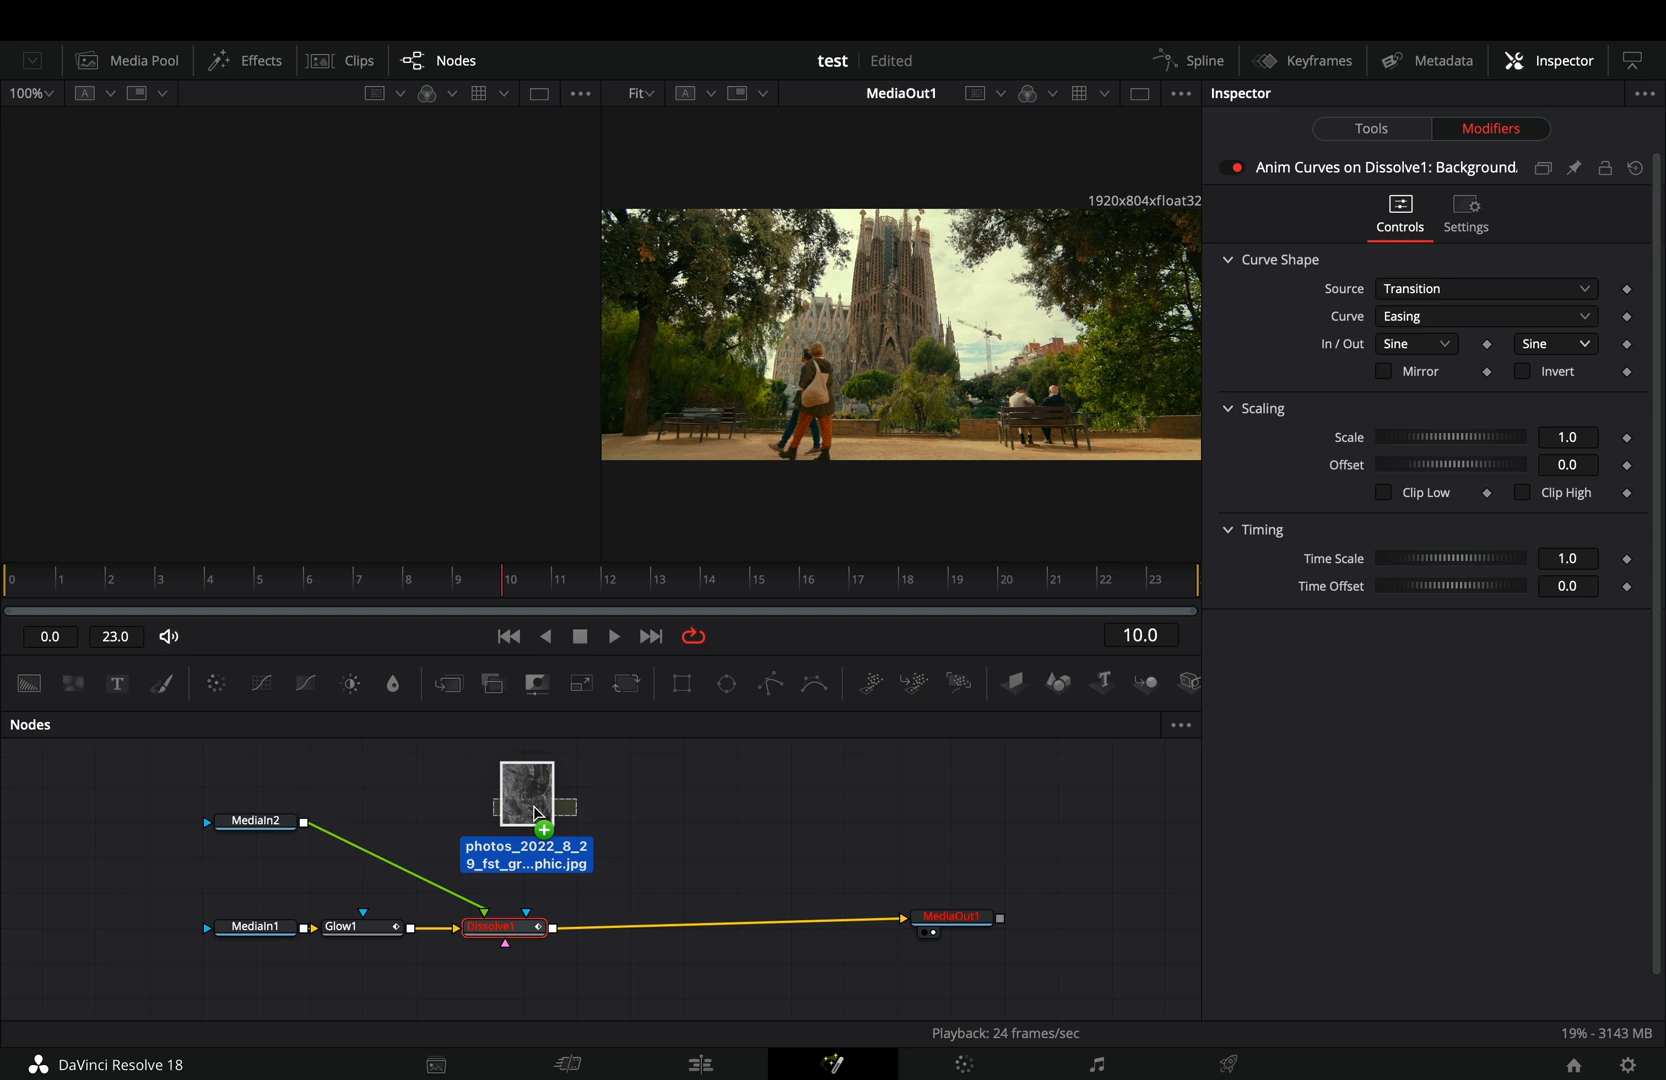 Media Pool
Effects
Clips
Nodes
test
Edited
Spline
Keyframes
Metadata
Inspector
100%
A
Fit
A
MediaOut1
Inspector
Tools
Modifiers
Anim Curves on Dissolve1: Background.
1920x804xfloat32
Controls
Settings
Curve Shape
Source
Transition
Curve
Easing
In / Out
Sine
Sine
Mirror
Invert
Scaling
Scale
1.0
Offset
0.0
Clip Low
Clip High
Timing
Time Scale
1.0
Time Offset
0.0
0 1 2 3 4 5 6 7 8 9 10 11 12 13 14 15 16 17 18 19 20 21 22 23
0.0
23.0
10.0
T
T
Nodes
MediaIn2
photos_2022_8_2
9_fst_gr...phic.jpg
MediaIn1
Glow1
Dissolve1
MediaOut1
Playback: 24 frames/sec
19% - 3143 MB
DaVinci Resolve 18